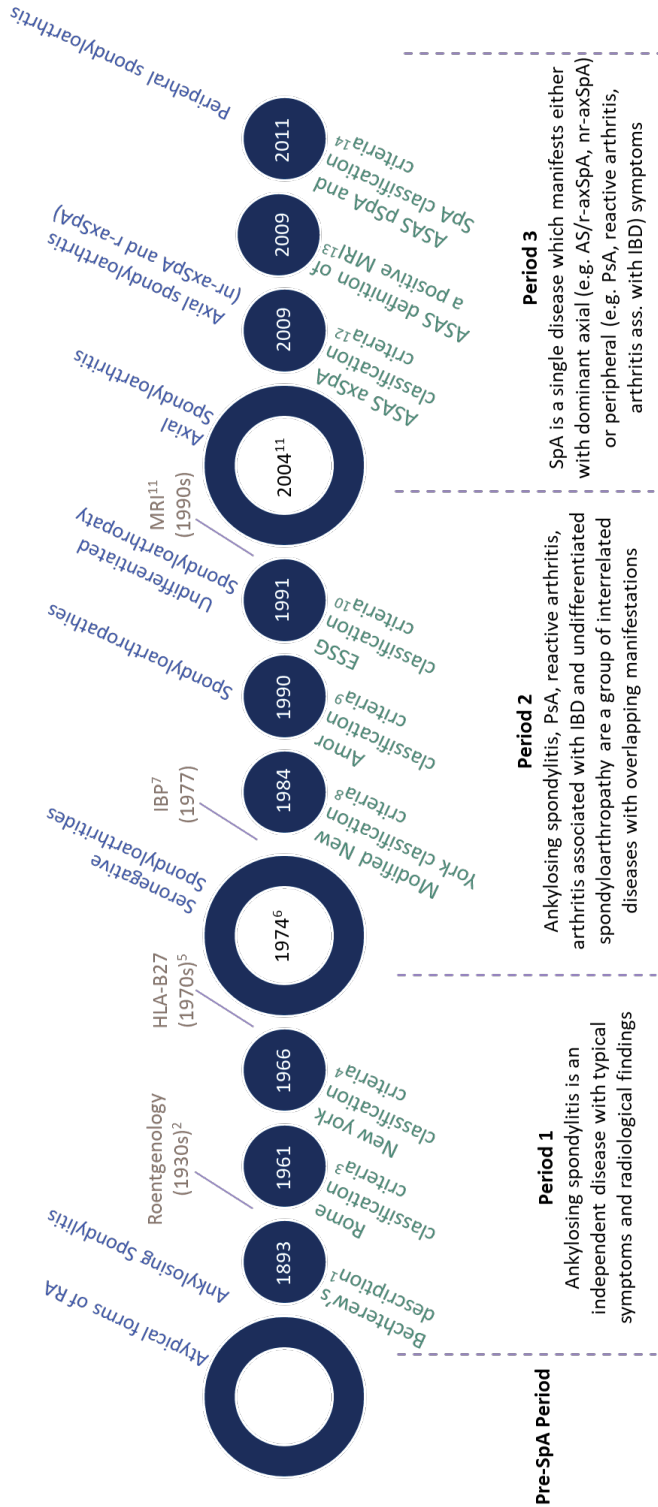 Atypical forms of RA
Ankylosing Spondylitis
Roentgenology
(1930s)²
HLA-B27
(1970s)⁵
Seronegative
Spondyloarthritides
IBP⁷
(1977)
Spondyloarthropathies
Undifferentiated
Spondyloarthropaty
MRI¹¹
(1990s)
Axial
Spondyloarthritis
Axial spondyloarthritis
(nr-axSpA and r-axSpA)
Peripehral spondyloarthritis
1893
1961
1966
1974⁶
1984
1990
1991
2004¹¹
2009
2009
2011
Bechterew's
description¹
Rome
classification
criteria³
New york
classification
criteria⁴
Modified New
York classification
criteria⁸
Amor
classification
criteria⁹
ESSG
classification
criteria¹⁰
ASAS axSpA
classification
criteria¹²
ASAS definition of
a positive MRI¹³
ASAS pSpA and
SpA classification
criteria¹⁴
Pre-SpA Period
Period 1
Ankylosing spondylitis is an
independent disease with typical
symptoms and radiological findings
Period 2
Ankylosing spondylitis, PsA, reactive arthritis,
arthritis associated with IBD and undifferentiated
spondyloarthropathy are a group of interrelated
diseases with overlapping manifestations
Period 3
SpA is a single disease which manifests either
with dominant axial (e.g. AS/r-axSpA, nr-axSpA)
or peripheral (e.g. PsA, reactive arthritis,
arthritis ass. with IBD) symptoms